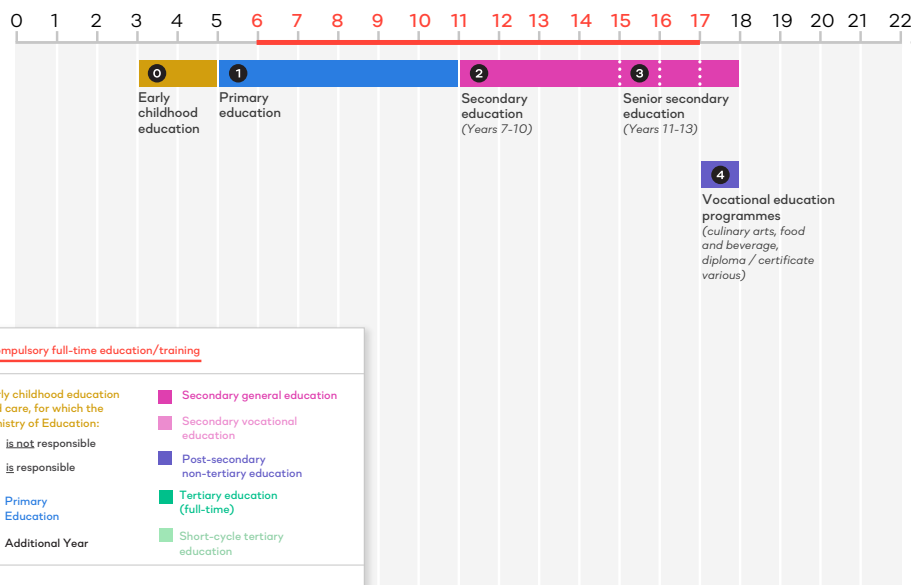 0 1 2 3 4 5 6 7 8 9 10 11 12 13 14 15 16 17 18 19 20 21 22
0 1 2 3
Early
childhood
education
Primary
education
Secondary
education
(Years 7-10)
Senior secondary
education
(Years 11-13)
4
Vocational education
programmes
(culinary arts, food
and beverage,
diploma / certificate
various)
mpulsory full-time education/training
ly childhood education
care, for which the
nistry of Education:
is not responsible
is responsible
Primary
Education
Additional Year
Secondary general education
Secondary vocational
education
Post-secondary
non-tertiary education
Tertiary education
(full-time)
Short-cycle tertiary
education